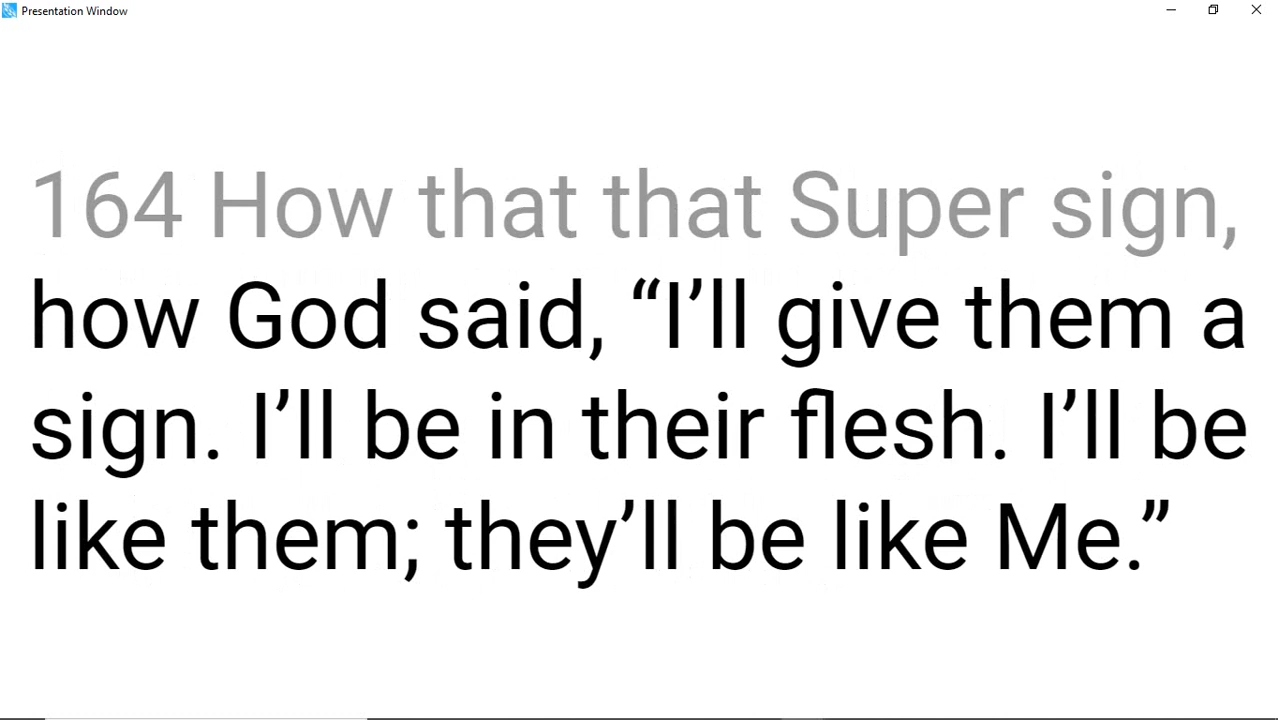 Presentation Window
164 How that that Super sign,
how God said, “I’ll give them a
sign. I’ll be in their flesh. I’ll be
like them; they’ll be like Me.”